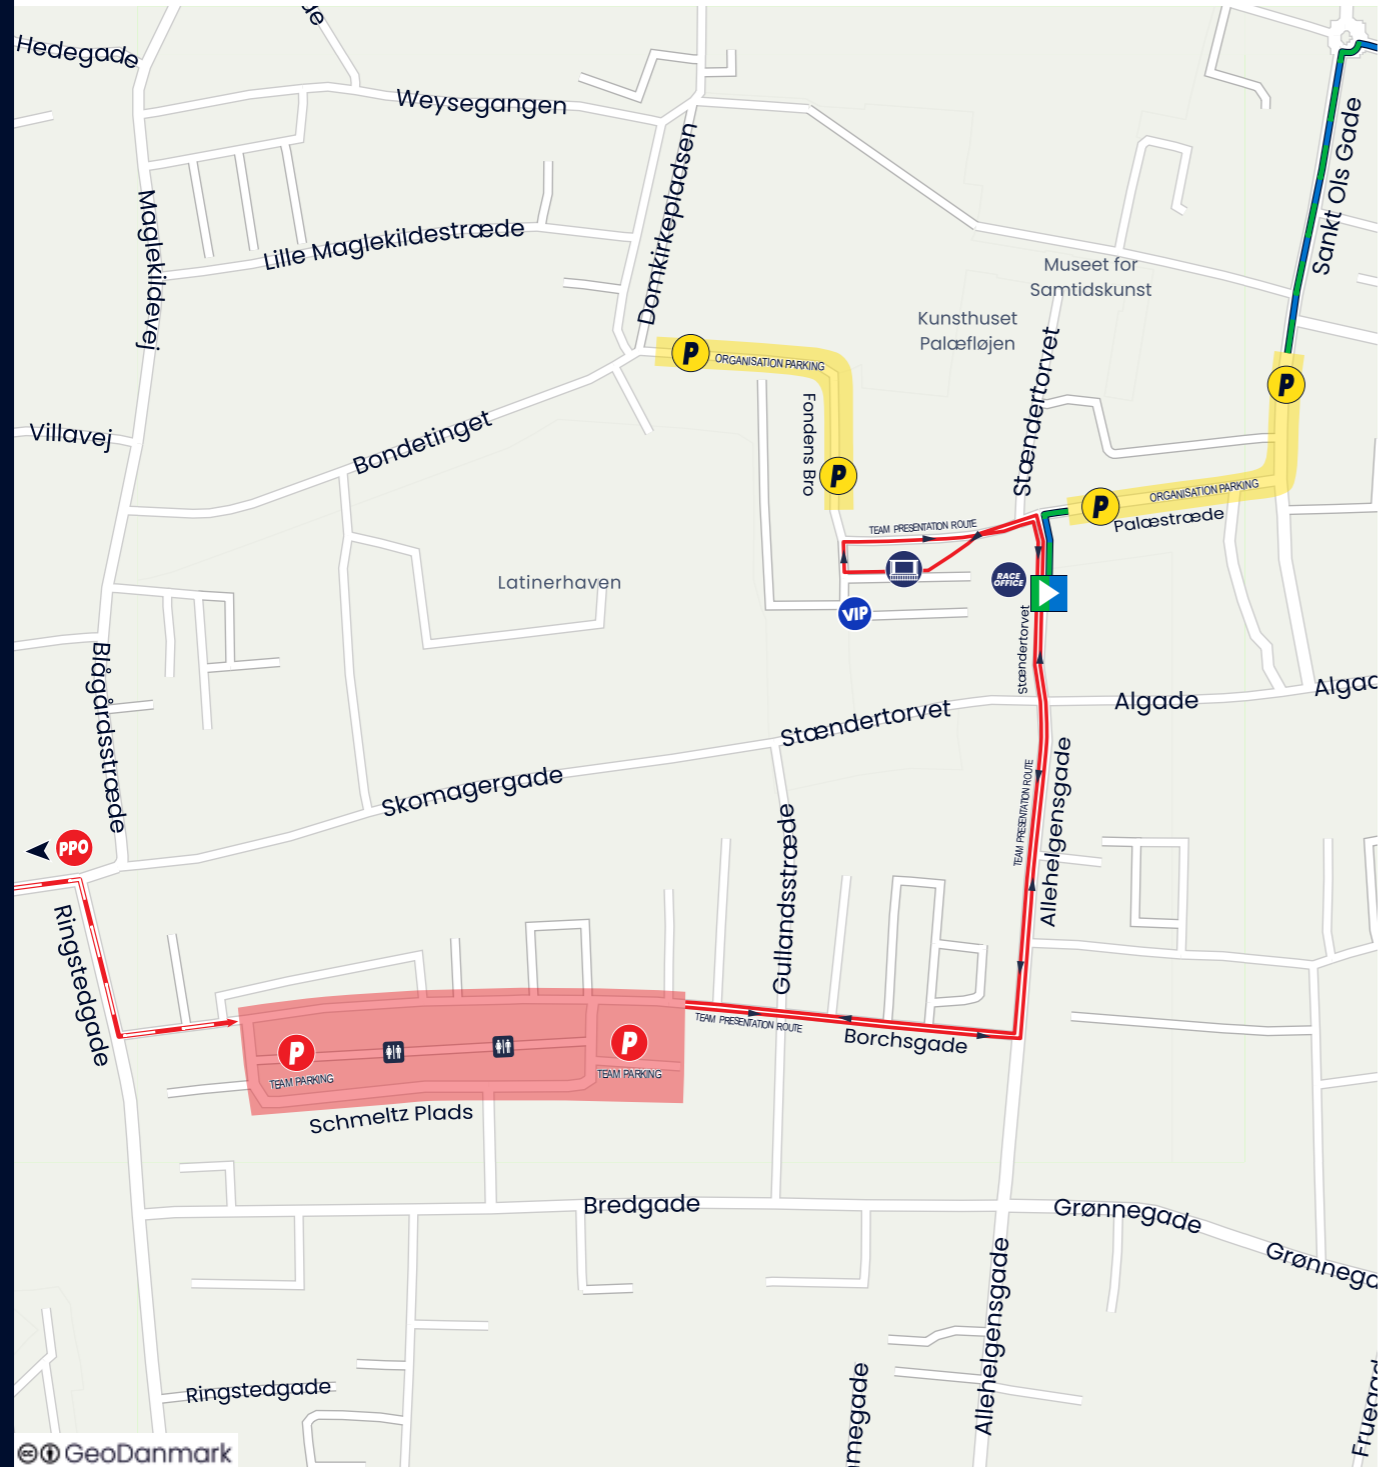 Hedegade
Weysegangen
Sankt Ols Gade
Domkirkepladsen
Maglekildevej
Lille Maglekildestræde
Museet for
Samtidskunst
Kunsthuset
Palæfløjen
Stændertorvet
P
ORGANISATION PARKING
P
Villavej
Bondetinget
Fondens Bro
P
P
ORGANISATION PARKING
Palæstræde
TEAM PRESENTATION ROUTE
RACE
OFFICE
Latinerhaven
VIP
Stændertorvet
Blågårdsstræde
Stændertorvet
Algade
Skomagergade
TEAM PRESENTATION ROUTE
Allehelgensgade
Gullandsstræde
PPO
Ringstedgade
TEAM PRESENTATION ROUTE
Borchsgade
P
TEAM PARKING
P
TEAM PARKING
Schmeltz Plads
Bredgade
Grønnegade
Allehelgensgade
Ringstedgade
cc GeoDanmark